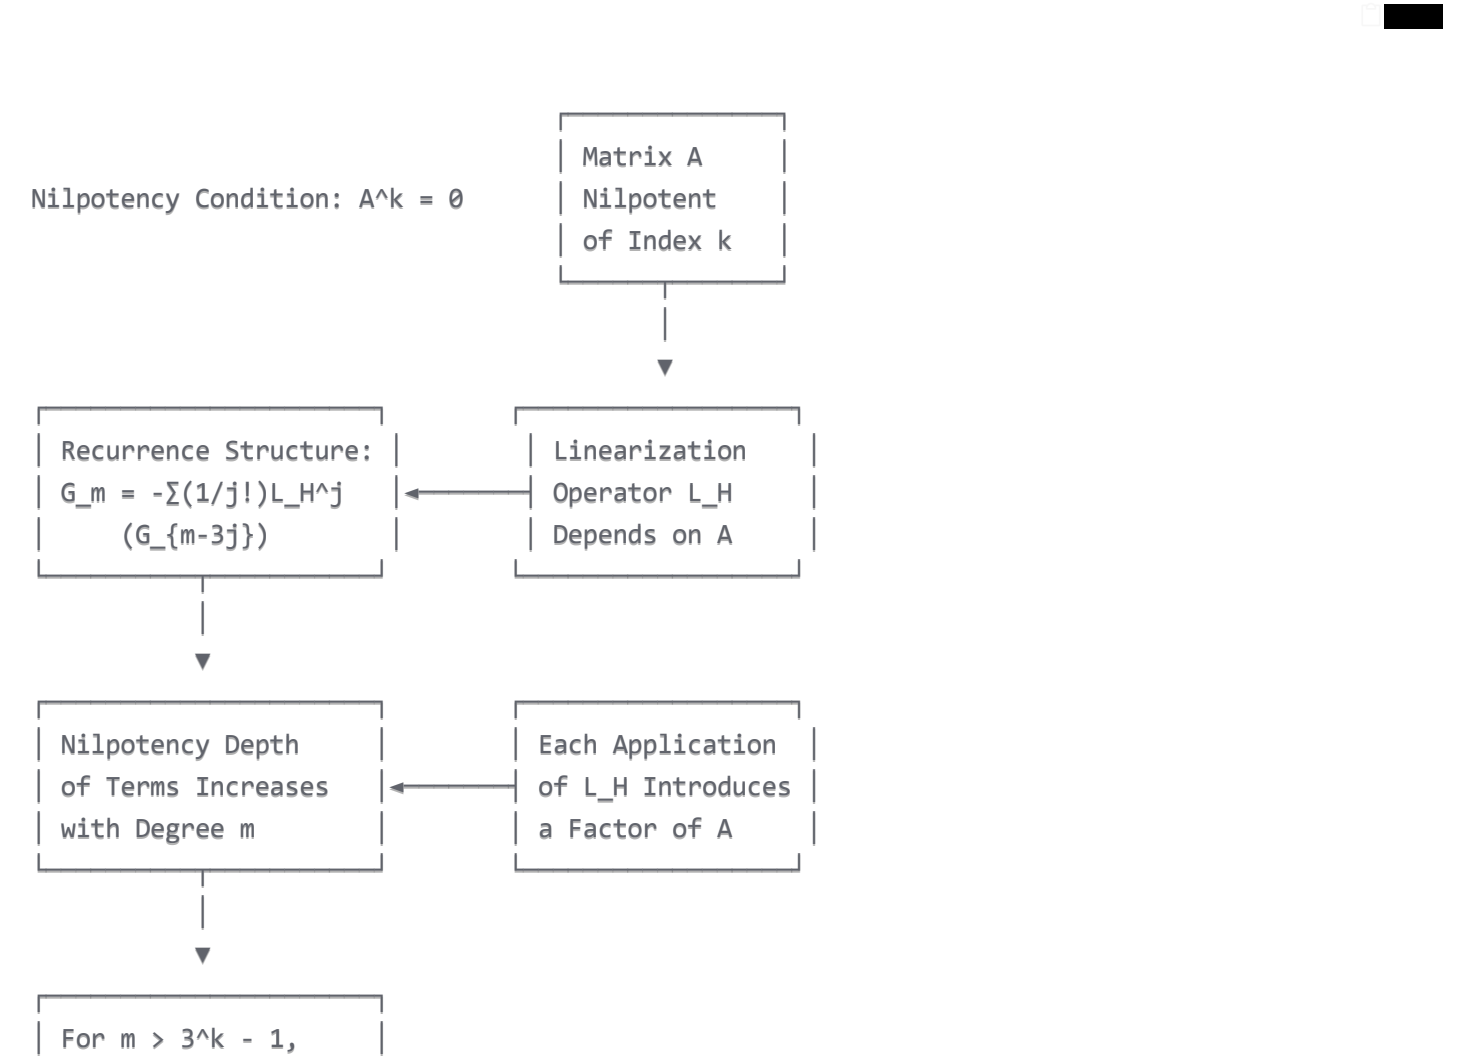 Matrix A
Nilpotency Condition: A^k = 0
Nilpotent
of Index k
Recurrence Structure:
G_m = -Σ(1/j!)L_H^j
(G_{m-3j})
Linearization
Operator L_H
Depends on A
Nilpotency Depth
of Terms Increases
with Degree m
Each Application
of L_H Introduces
a Factor of A
For m > 3^k - 1,